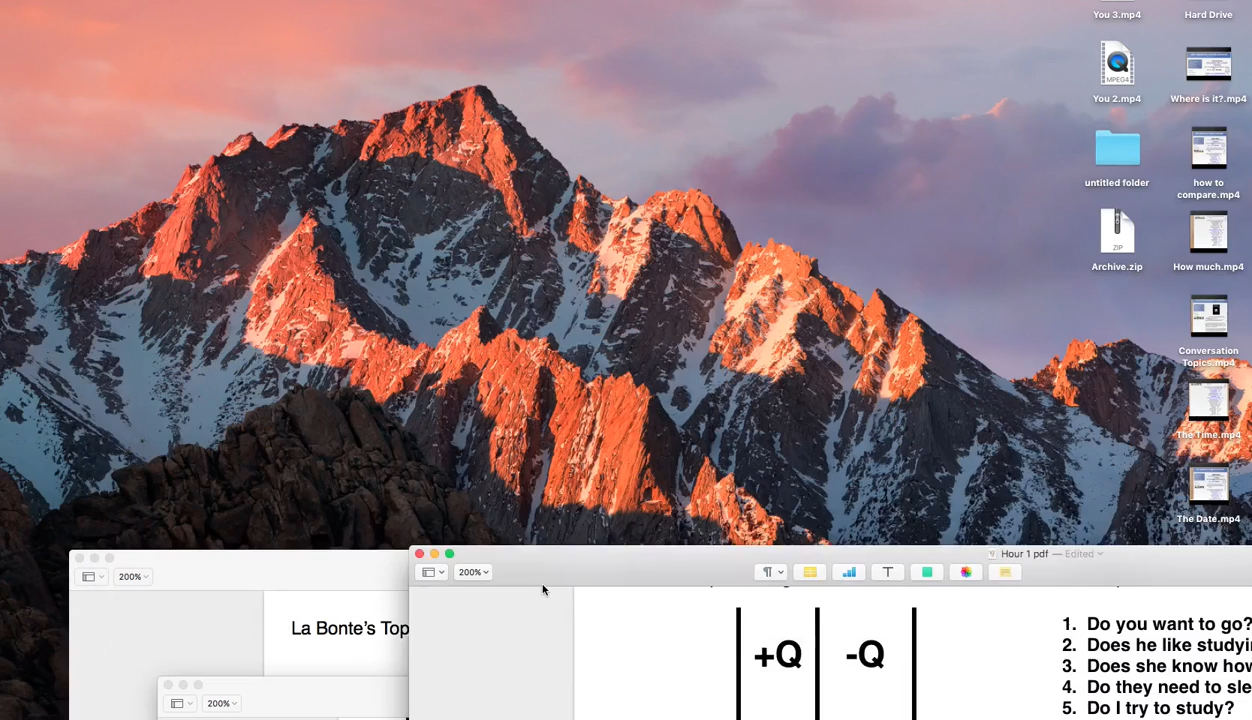 You 3.mp4
Hard Drive
MPEG4
You 2.mp4
Where is it?.mp4
untitled folder
how to
compare.mp4
ZIP
Archive.zip
How much.mp4
Conversation
Topics.mp4
The Time.mp4
The Date.mp4
Hour 1 pdf — Edited
200%
200%
T
La Bonte's Top
+Q
-Q
1. Do you want to go?
2. Does he like studyi
3. Does she know how
4. Do they need to sle
5. Do I try to study?
200%